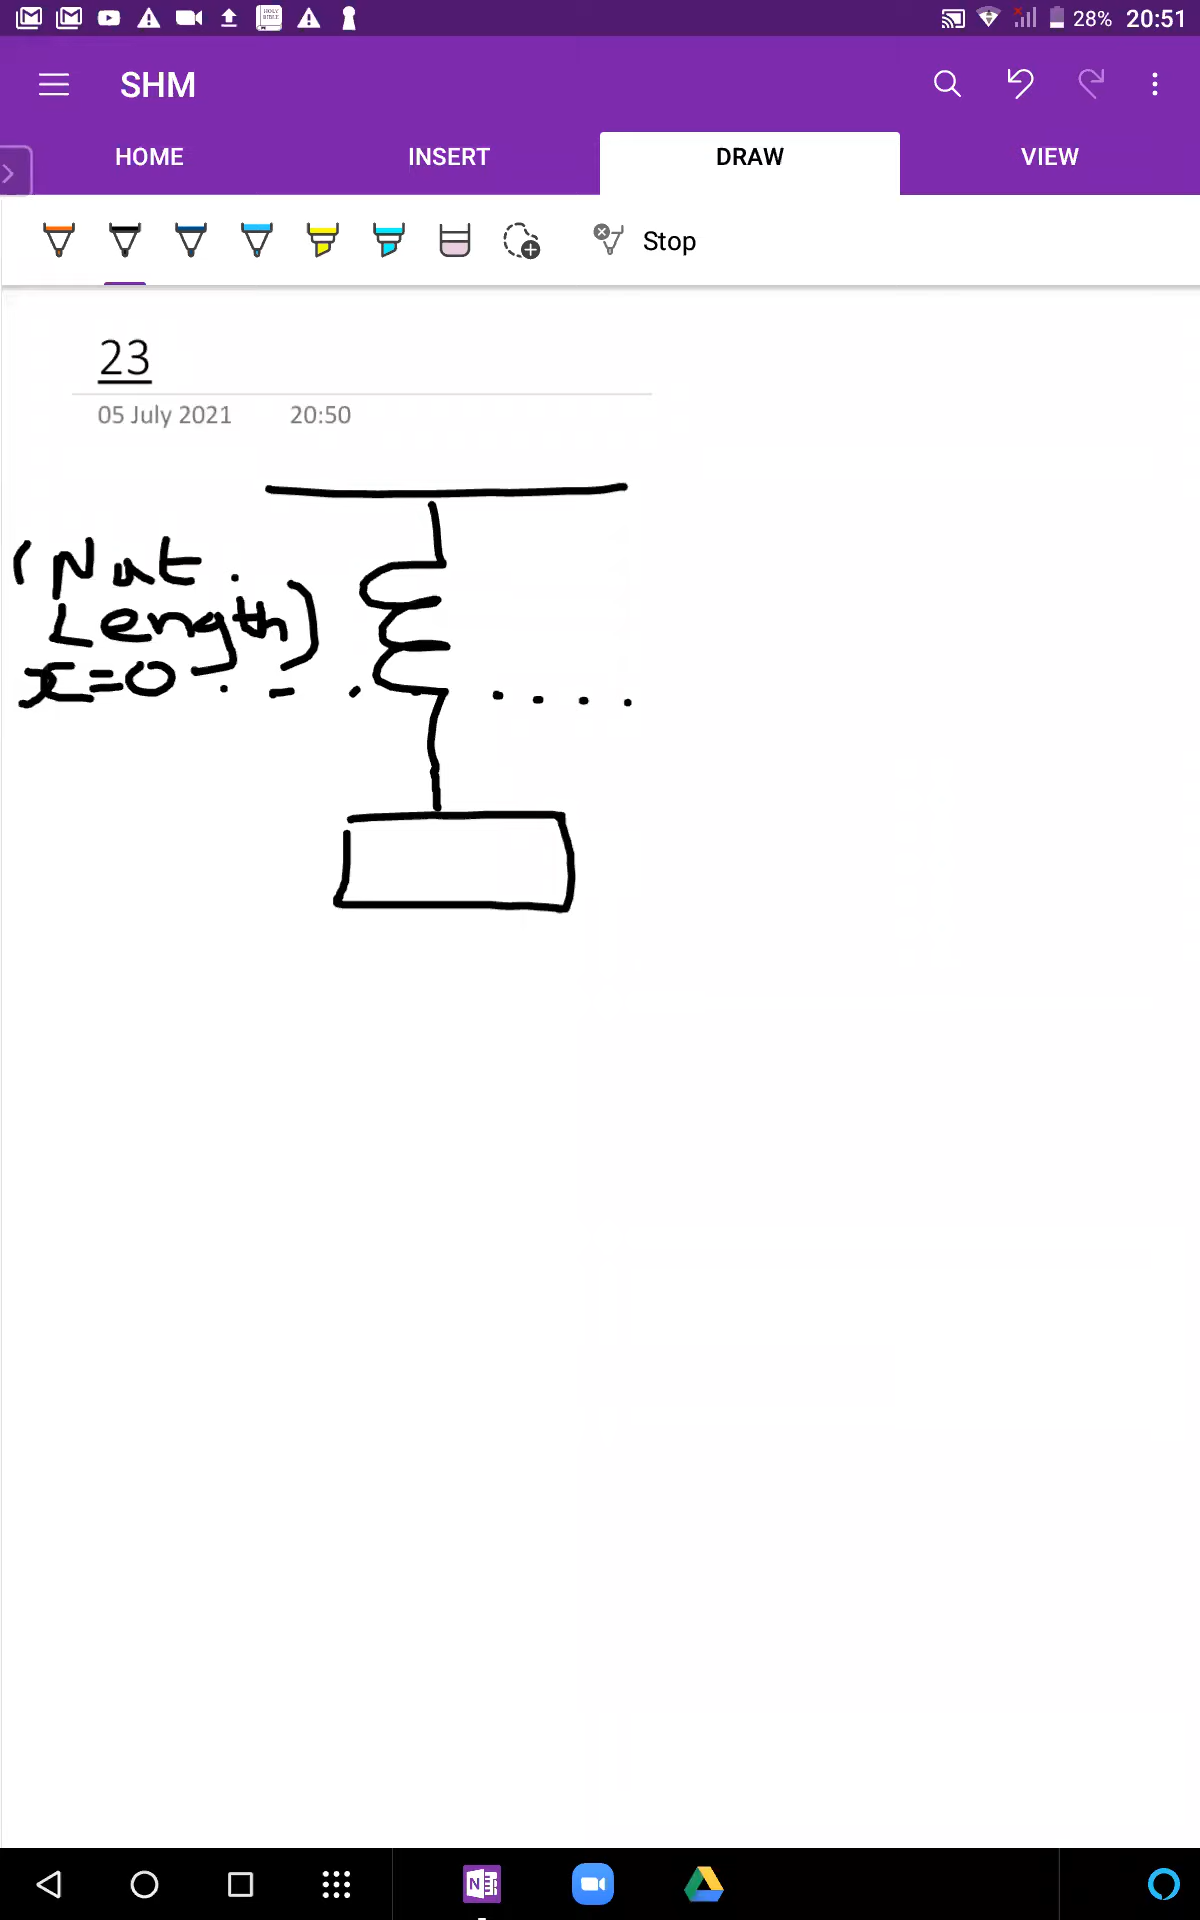 28% 20:51
SHM
HOME INSERT DRAW VIEW
Stop
23
05 July 2021 20:50
(Nat.
Length)
x=0